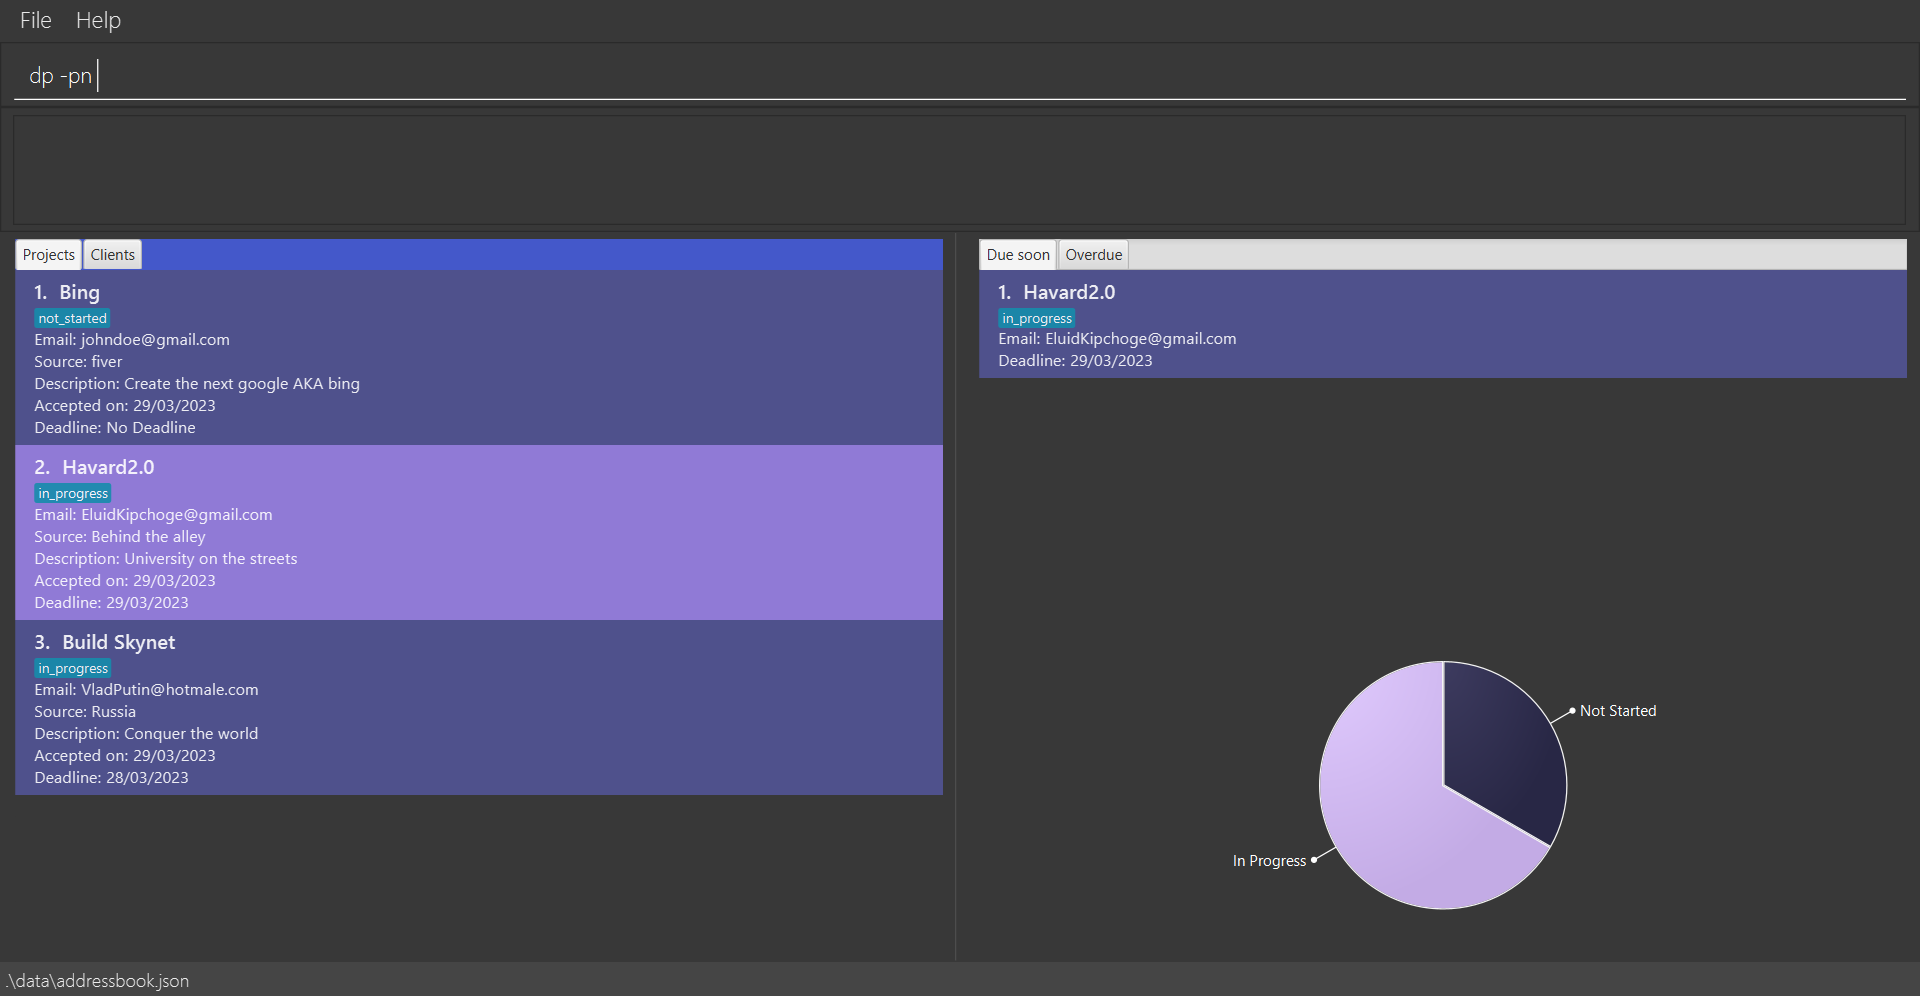 File Help
dp -pn
Projects Clients
1. Bing
not_started
Email: johndoe@gmail.com
Source: fiver
Description: Create the next google AKA bing
Accepted on: 29/03/2023
Deadline: No Deadline
2. Havard2.0
in_progress
Email: EluidKipchoge@gmail.com
Source: Behind the alley
Description: University on the streets
Accepted on: 29/03/2023
Deadline: 29/03/2023
3. Build Skynet
in_progress
Email: VladPutin@hotmale.com
Source: Russia
Description: Conquer the world
Accepted on: 29/03/2023
Deadline: 28/03/2023
Due soon Overdue
1. Havard2.0
in_progress
Email: EluidKipchoge@gmail.com
Deadline: 29/03/2023
Not Started
In Progress
.\data\addressbook.json